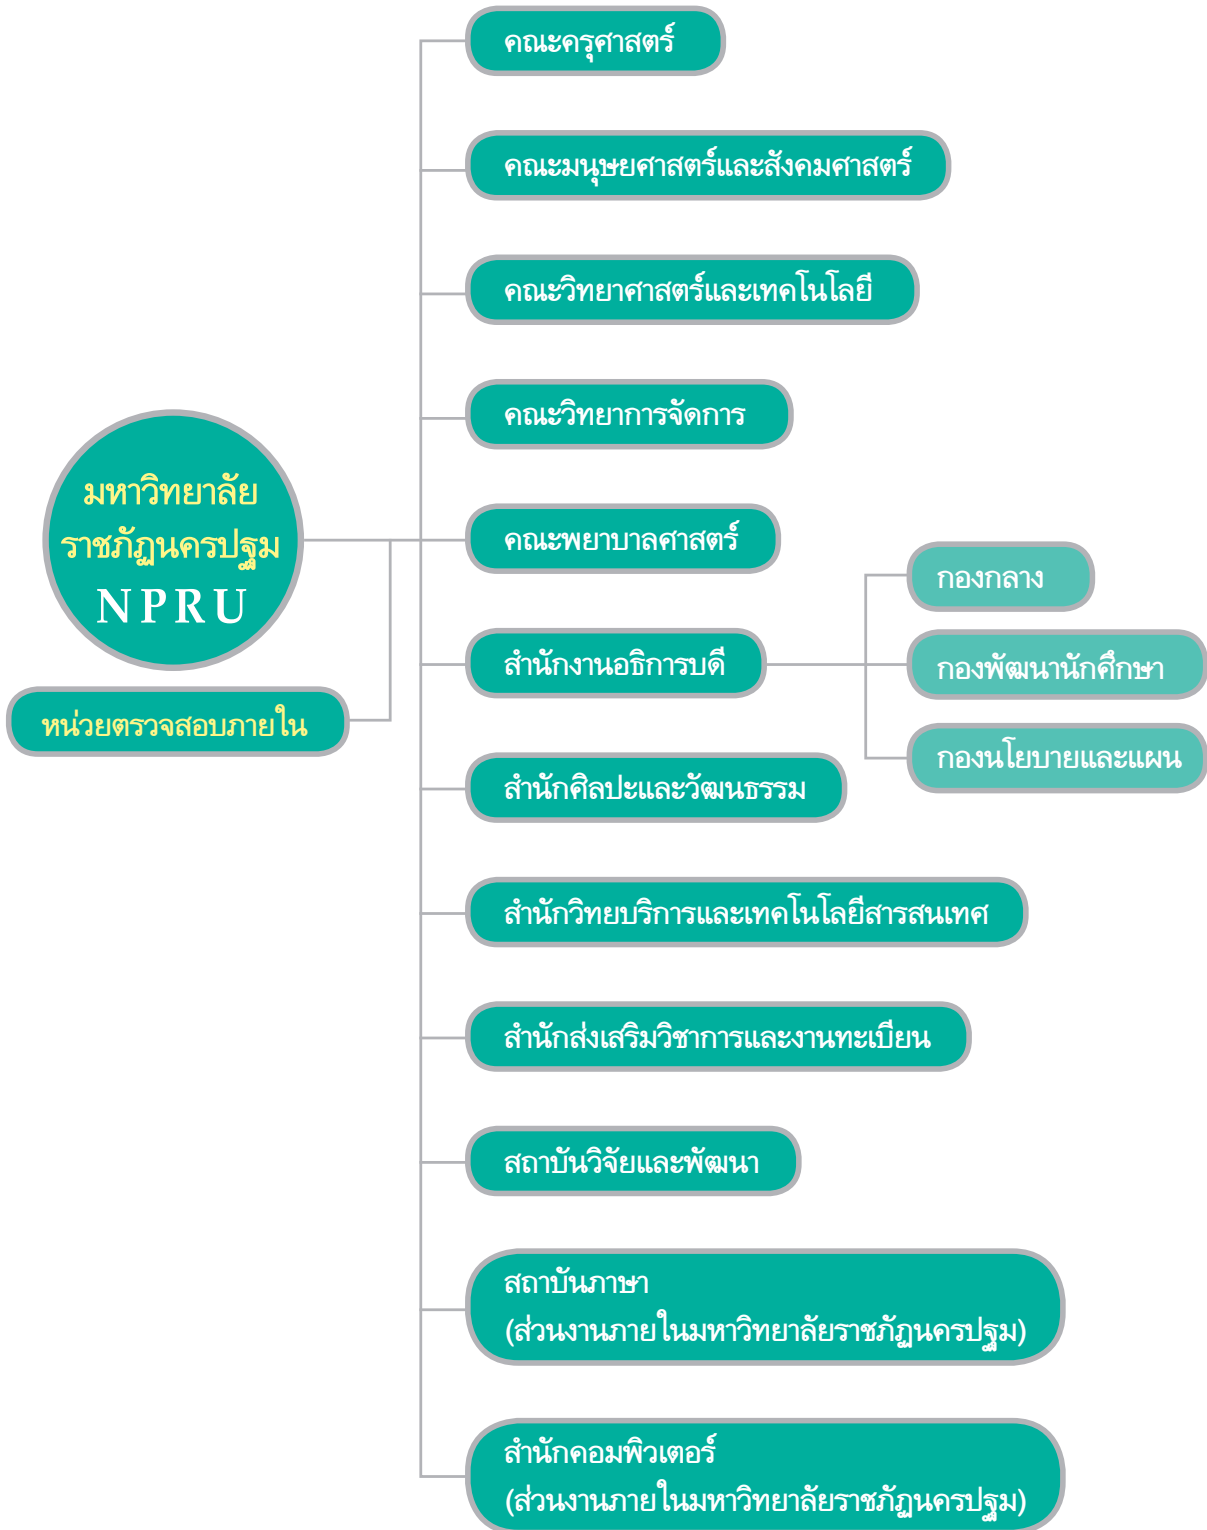 คณะครุศาสตร์
คณะมนุษยศาสตร์และสังคมศาสตร์
คณะวิทยาศาสตร์และเทคโนโลยี
คณะวิทยาการจัดการ
มหาวิทยาลัย
ราชภัฏนครปฐม
NPRU
คณะพยาบาลศาสตร์
สำนักงานอธิการบดี
กองกลาง
กองพัฒนานักศึกษา
กองนโยบายและแผน
หน่วยตรวจสอบภายใน
สำนักศิลปะและวัฒนธรรม
สำนักวิทยบริการและเทคโนโลยีสารสนเทศ
สำนักส่งเสริมวิชาการและงานทะเบียน
สถาบันวิจัยและพัฒนา
สถาบันภาษา
(ส่วนงานภายในมหาวิทยาลัยราชภัฏนครปฐม)
สำนักคอมพิวเตอร์
(ส่วนงานภายในมหาวิทยาลัยราชภัฏนครปฐม)